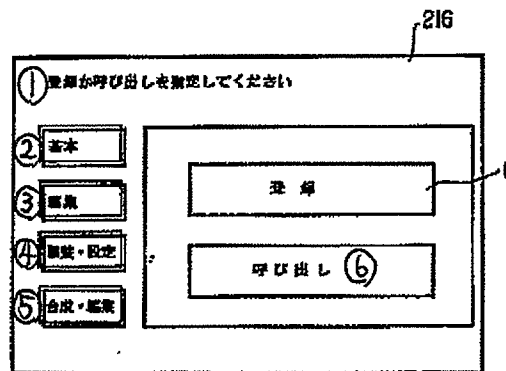 216
① 登録か呼び出しを指定してください
② 基本
③ 編集
登録
④ 調整・設定
⑤ 合成・編集
呼び出し ⑥